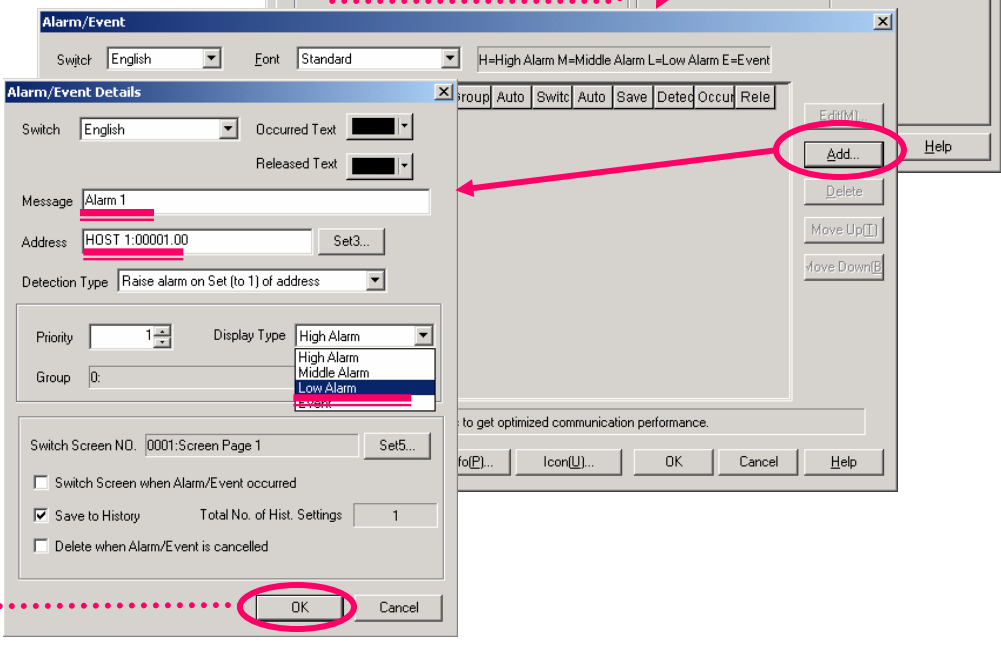 Alarm/Event
Switch English Font Standard H=High Alarm M=Middle Alarm L=Low Alarm E=Event
Auto Switc Auto Save Detec Occur Rele
Edit(M)...
Add...
Delete
Move Up(T)
Move Down(B
Help
to get optimized communication performance.
Icon(U)... OK Cancel Help
Alarm/Event Details
Switch English Occurred Text
Released Text
Message Alarm 1
Address HOST 1:00001.00 Set3...
Detection Type Raise alarm on Set (to 1) of address
Priority 1 Display Type High Alarm
High Alarm
Middle Alarm
Low Alarm
Event
Group 0:
Switch Screen NO. 0001:Screen Page 1 Set5...
Switch Screen when Alarm/Event occurred
Save to History Total No. of Hist. Settings 1
Delete when Alarm/Event is cancelled
OK Cancel